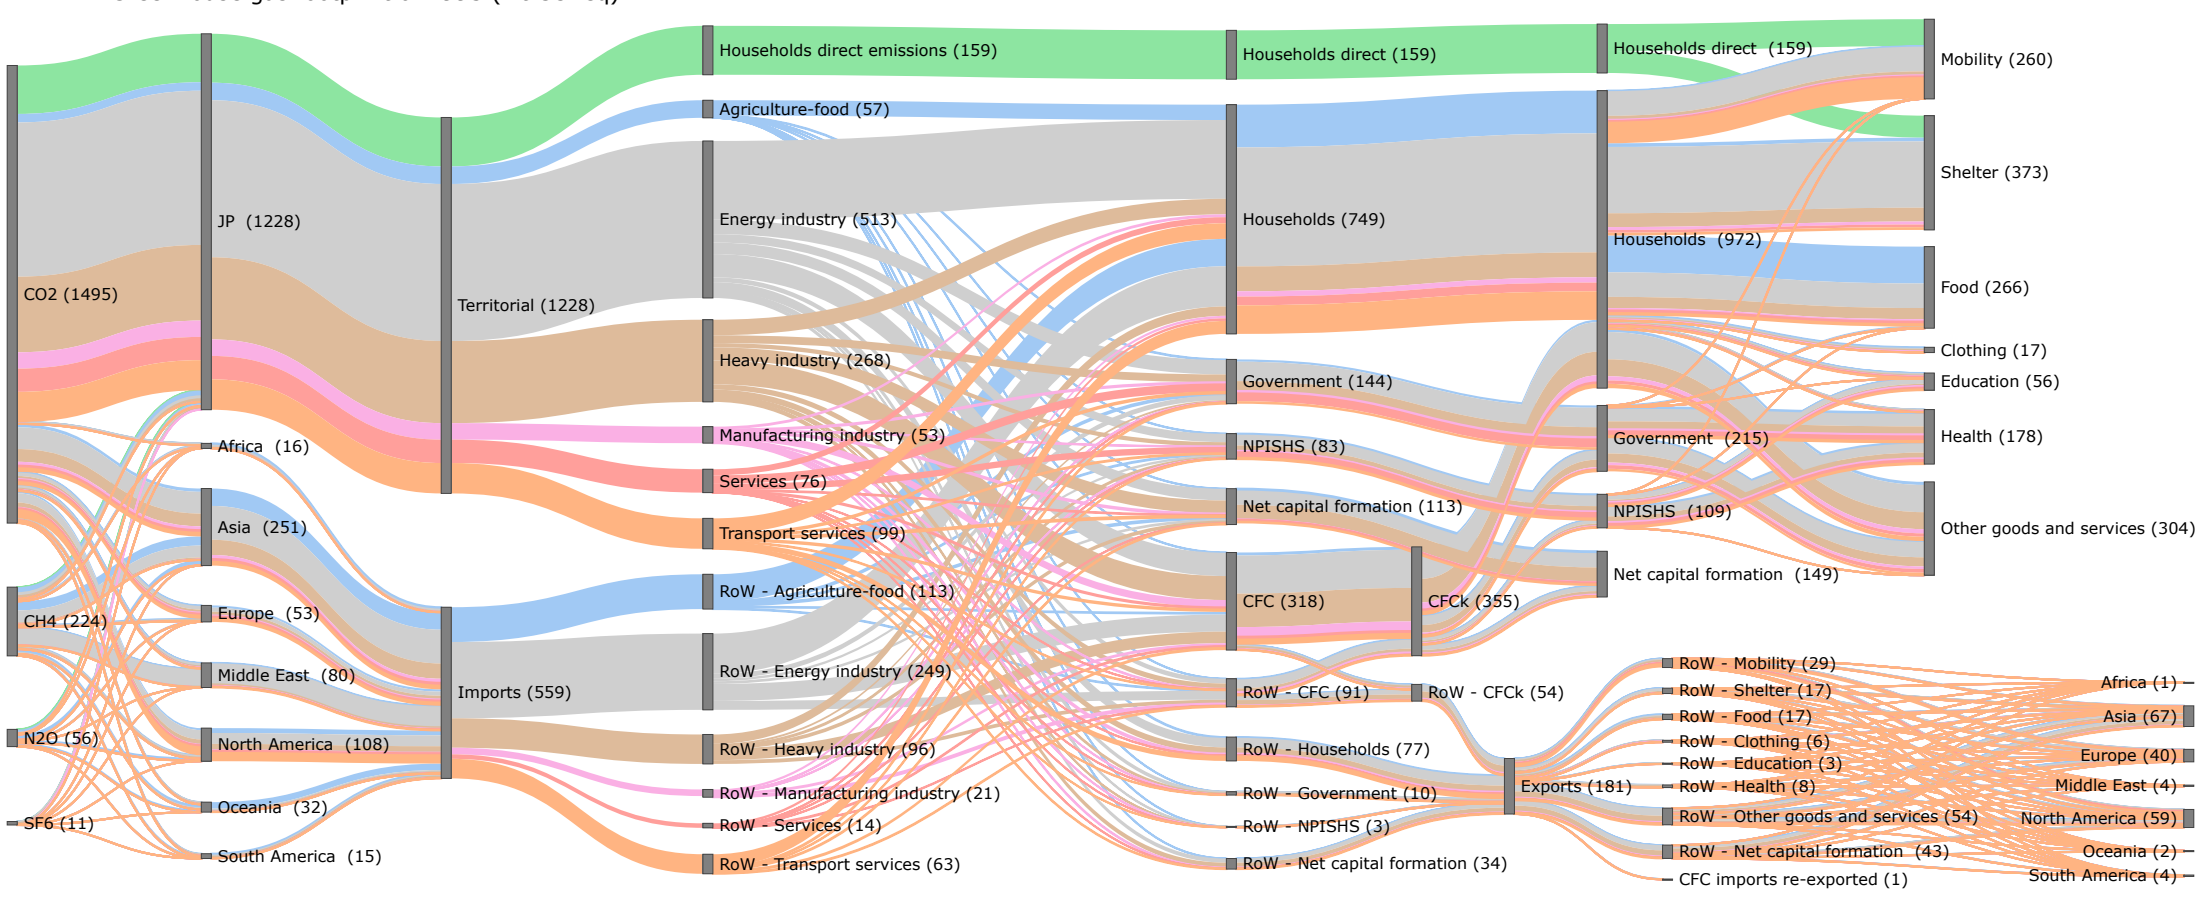 CO2 (1495)
CH4 (224)
N2O (56)
SF6 (11)
JP (1228)
Africa (16)
Asia (251)
Europe (53)
Middle East (80)
North America (108)
Oceania (32)
South America (15)
Territorial (1228)
Imports (559)
Households direct emissions (159)
Agriculture-food (57)
Energy industry (513)
Heavy industry (268)
Manufacturing industry (53)
Services (76)
Transport services (99)
RoW - Agriculture-food (113)
RoW - Energy industry (249)
RoW - Heavy industry (96)
RoW - Manufacturing industry (21)
RoW - Services (14)
RoW - Transport services (63)
Households direct (159)
Households (749)
Government (144)
NPISHS (83)
Net capital formation (113)
CFC (318)
RoW - CFC (91)
RoW - Households (77)
RoW - Government (10)
RoW - NPISHS (3)
RoW - Net capital formation (34)
CFCk (355)
RoW - CFCk (54)
Exports (181)
Households direct (159)
Households (972)
Government (215)
NPISHS (109)
Net capital formation (149)
RoW - Mobility (29)
RoW - Shelter (17)
RoW - Food (17)
RoW - Clothing (6)
RoW - Education (3)
RoW - Health (8)
RoW - Other goods and services (54)
RoW - Net capital formation (43)
CFC imports re-exported (1)
Mobility (260)
Shelter (373)
Food (266)
Clothing (17)
Education (56)
Health (178)
Other goods and services (304)
Africa (1)
Asia (67)
Europe (40)
Middle East (4)
North America (59)
Oceania (2)
South America (4)